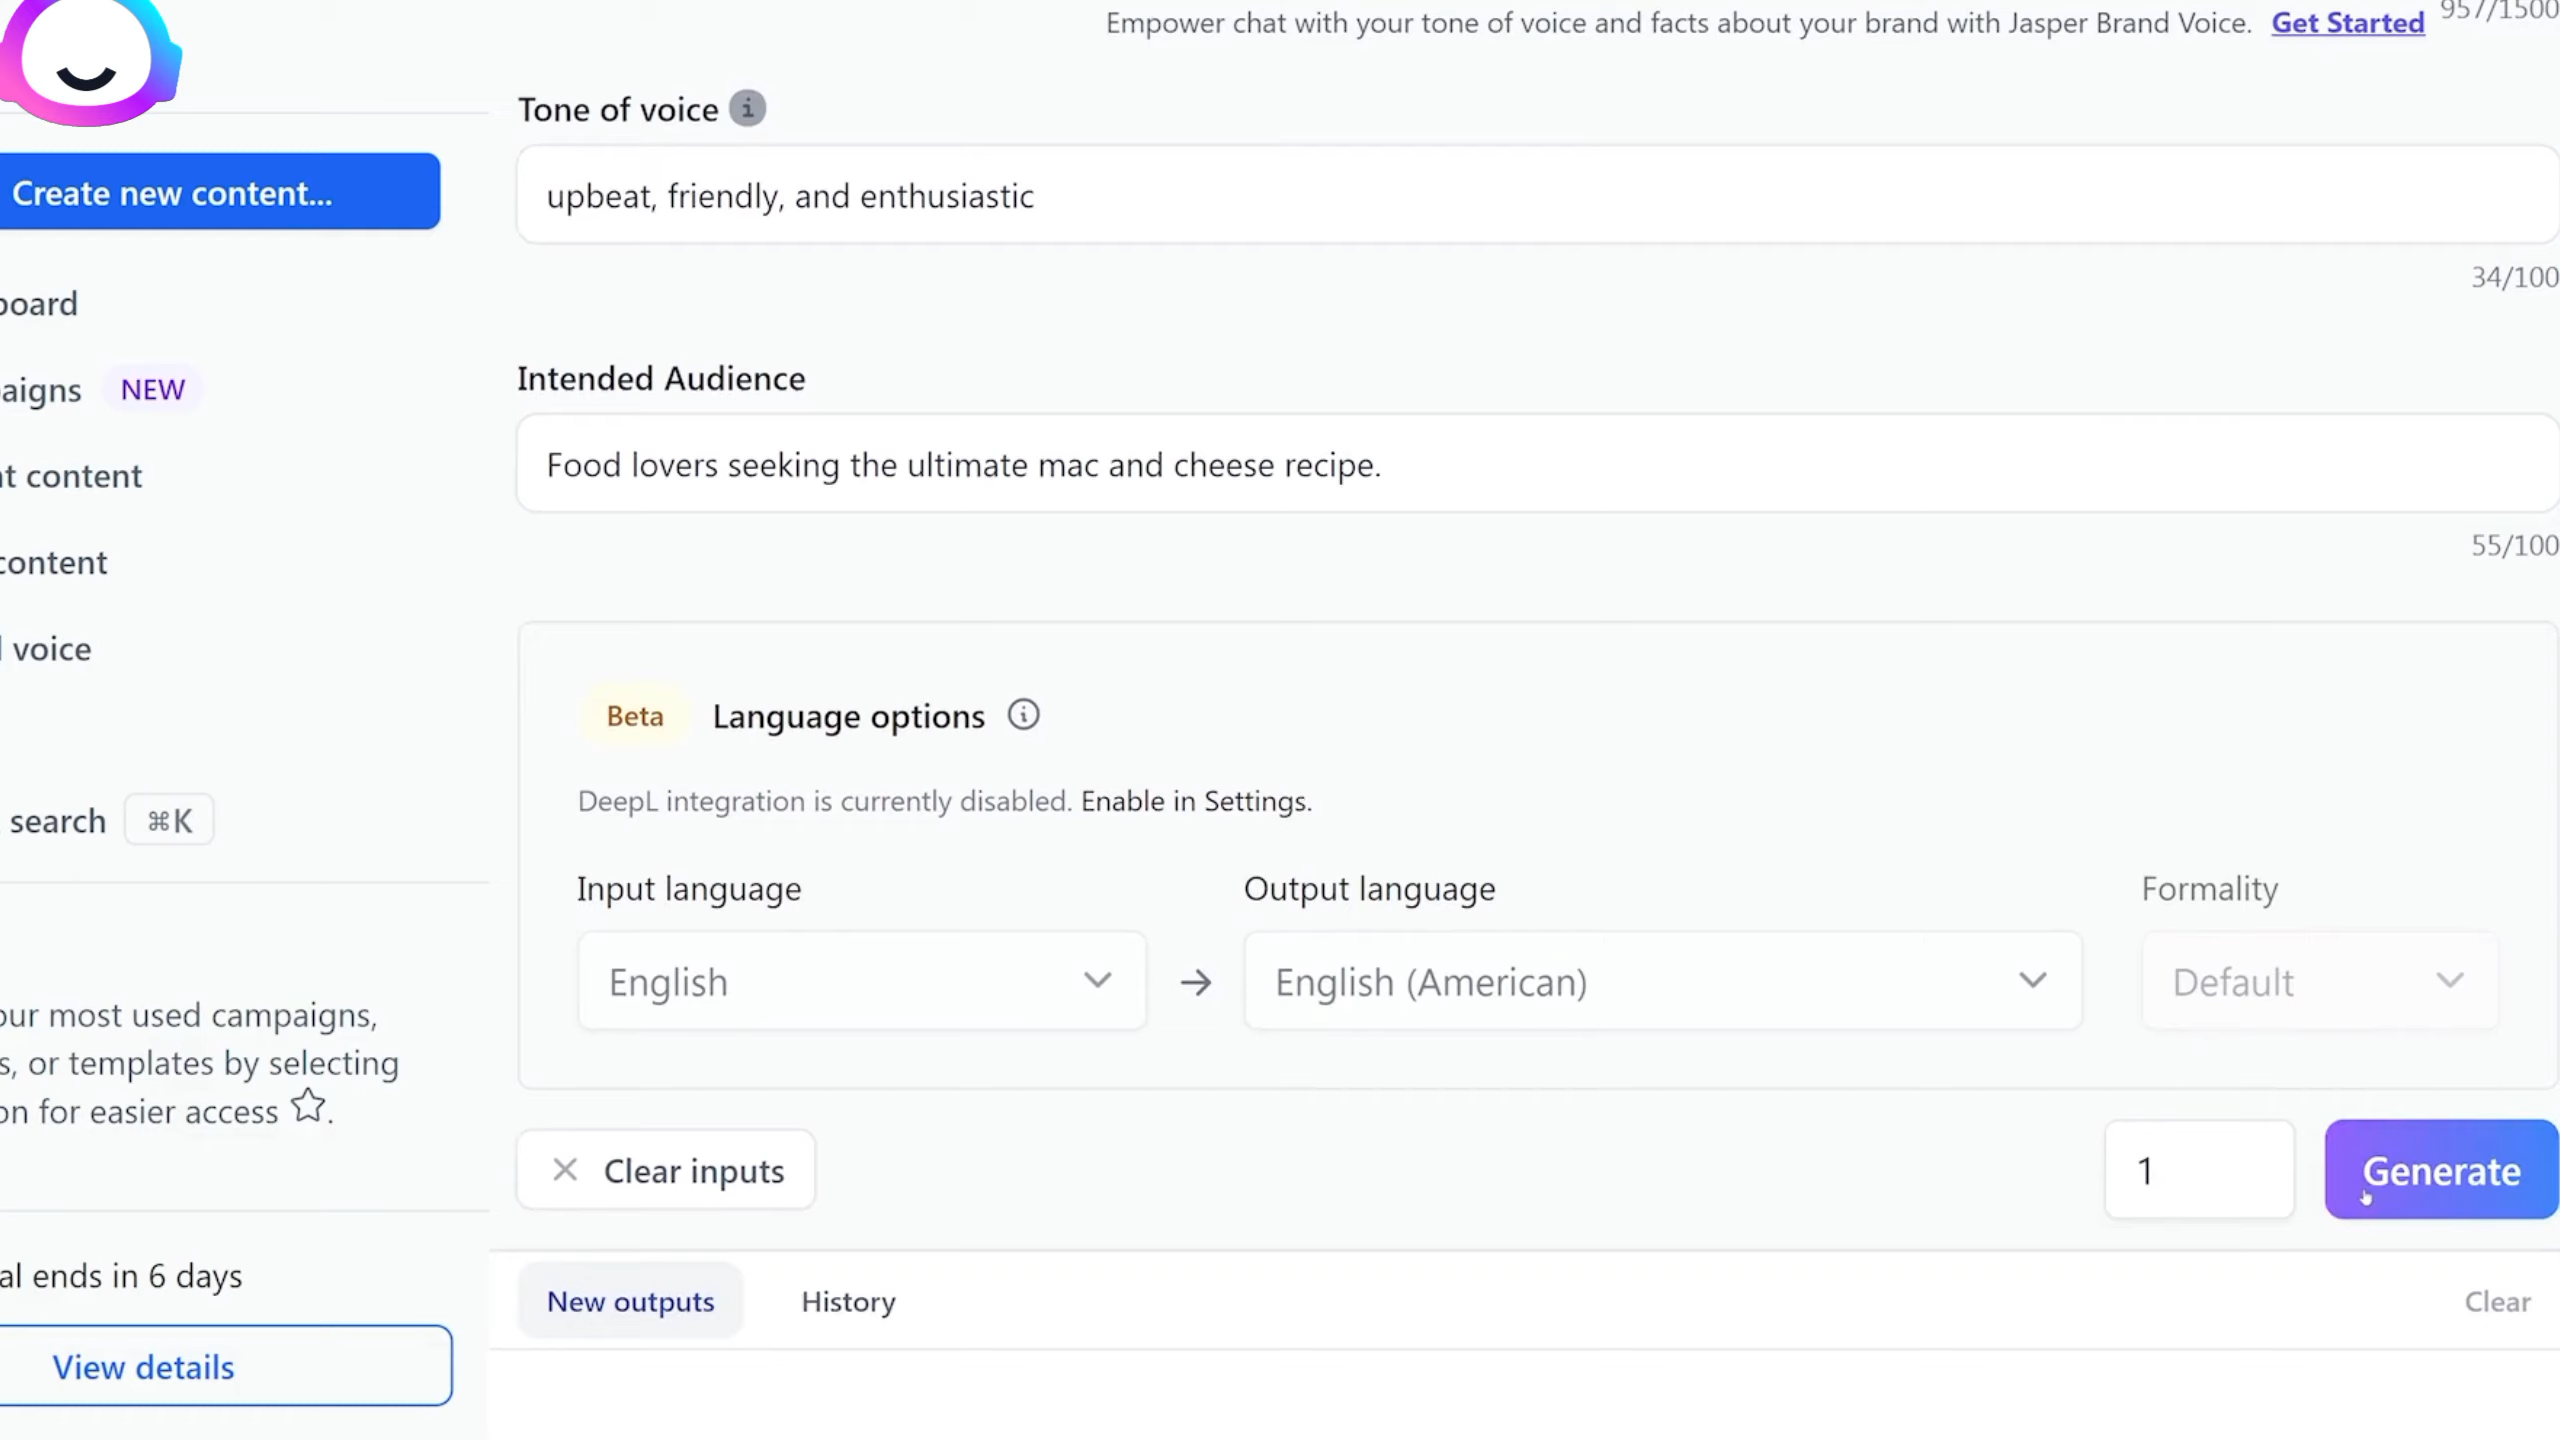 Empower chat with your tone of voice and facts about your brand with Jasper Brand Voice. Get Started 957/1500
Tone of voice
upbeat, friendly, and enthusiastic
34/100
Intended Audience
Food lovers seeking the ultimate mac and cheese recipe.
55/100
Beta Language options
DeepL integration is currently disabled. Enable in Settings.
Input language
Output language
Formality
English
English (American)
Default
Clear inputs
1
Generate
New outputs
History
Clear
Create new content...
board
aigns NEW
t content
content
voice
search ⌘K
our most used campaigns,
s, or templates by selecting
on for easier access ☆.
al ends in 6 days
View details